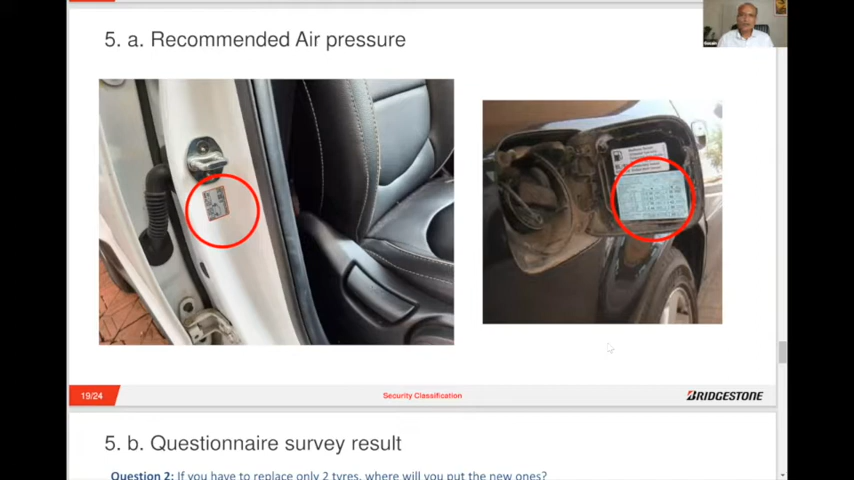 5. a. Recommended Air pressure
19/24
Security Classification
BRIDGESTONE
5. b. Questionnaire survey result
Question 2: If you have to replace only 2 tyres, where will you put the new ones?